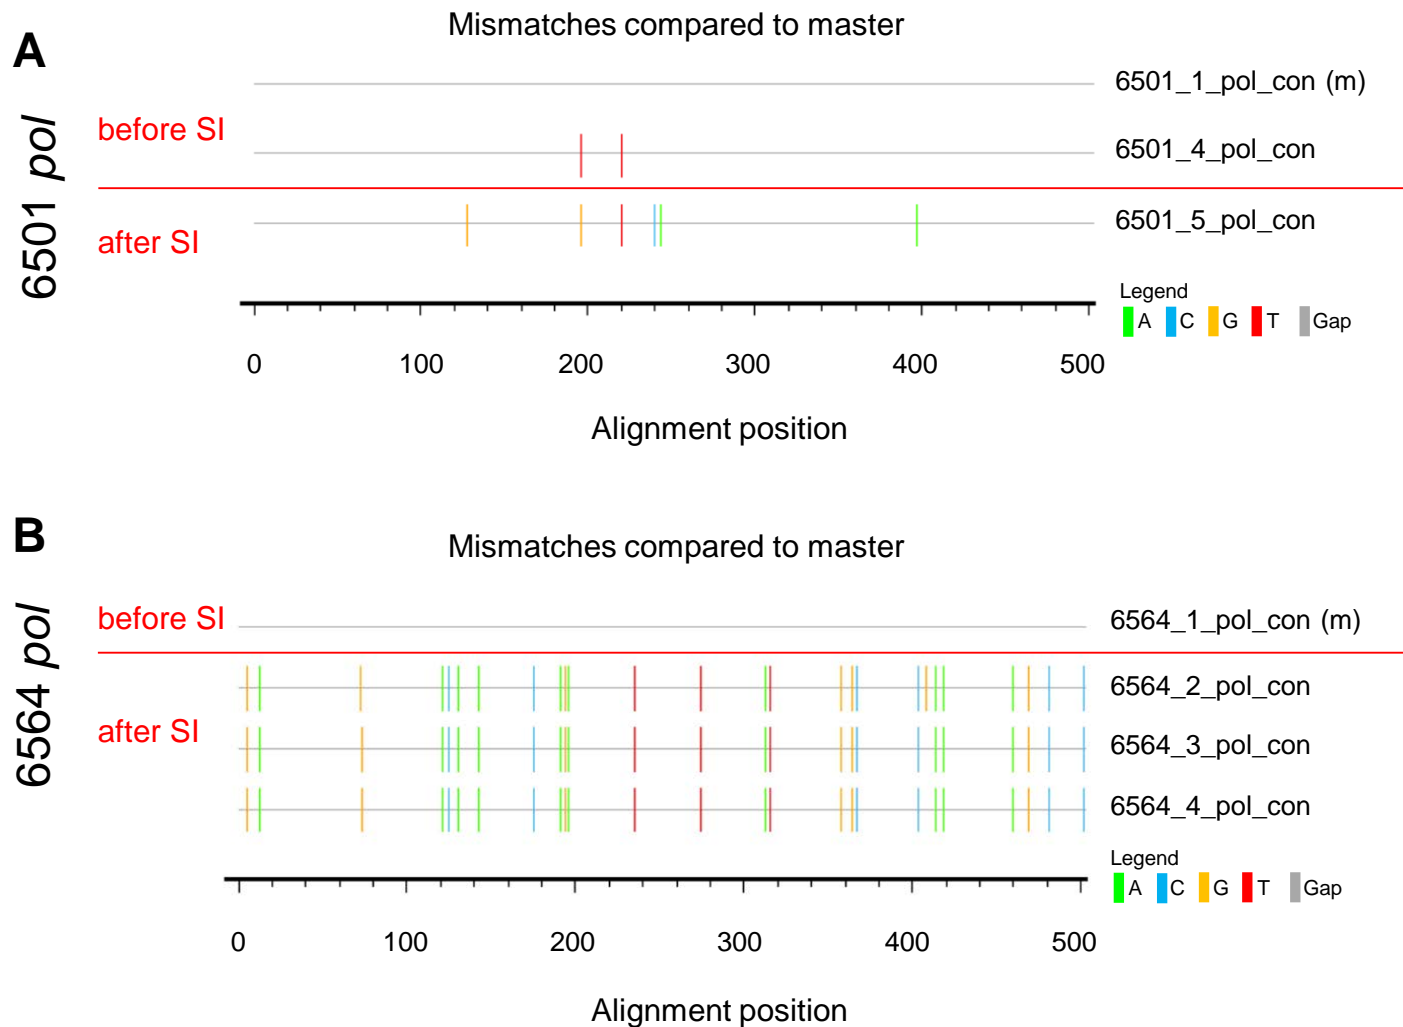 A
Mismatches compared to master
6501 pol
before SI
after SI
6501_1_pol_con (m)
6501_4_pol_con
6501_5_pol_con
Legend
A C G T Gap
0 100 200 300 400 500
Alignment position
B
Mismatches compared to master
6564 pol
before SI
after SI
6564_1_pol_con (m)
6564_2_pol_con
6564_3_pol_con
6564_4_pol_con
Legend
A C G T Gap
0 100 200 300 400 500
Alignment position